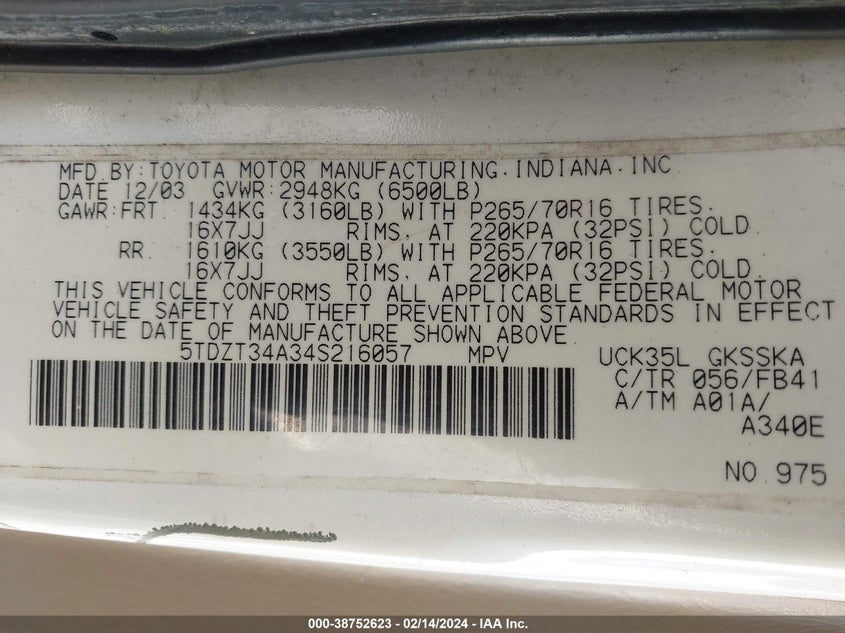 MFD.BY:TOYOTA MOTOR MANUFACTURING.INDIANA.INC
DATE 12/03 GVWR:2948KG (6500LB)
GAWR:FRT. 1434KG (3160LB) WITH P265/70R16 TIRES.
16X7JJ RIMS, AT 220KPA (32PSI) COLD.
RR. 1610KG (3550LB) WITH P265/70R16 TIRES.
16X7JJ RIMS, AT 220KPA (32PSI) COLD.
THIS VEHICLE CONFORMS TO ALL APPLICABLE FEDERAL MOTOR
VEHICLE SAFETY AND THEFT PREVENTION STANDARDS IN EFFECT
ON THE DATE OF MANUFACTURE SHOWN ABOVE.
5TDZT34A34S216057 MPV UCK35L GKSSKA
C/TR 056/FB41
A/TM A01A/
A340E
NO.975
000-38752623 - 02/14/2024 - IAA Inc.